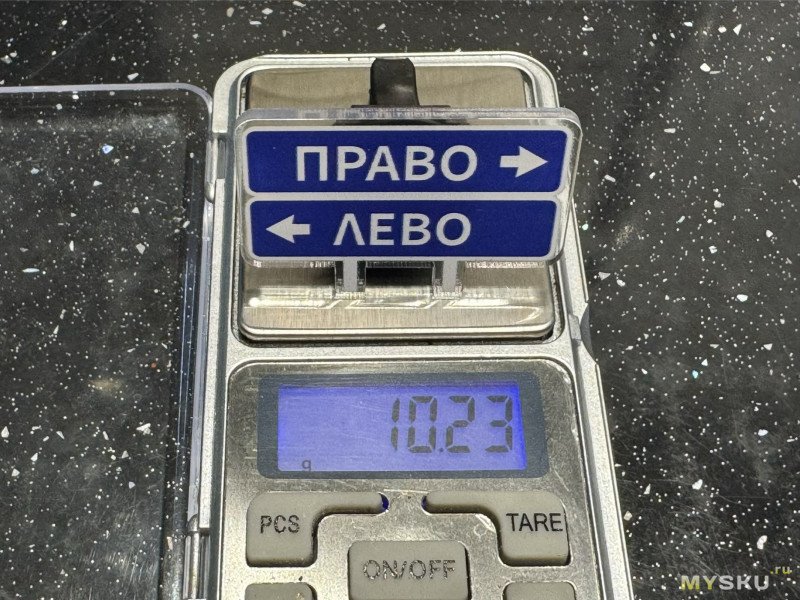 ПРАВО →
← ЛЕВО
10.23
g
PCS
TARE
ON/OFF
MYSKU.ru